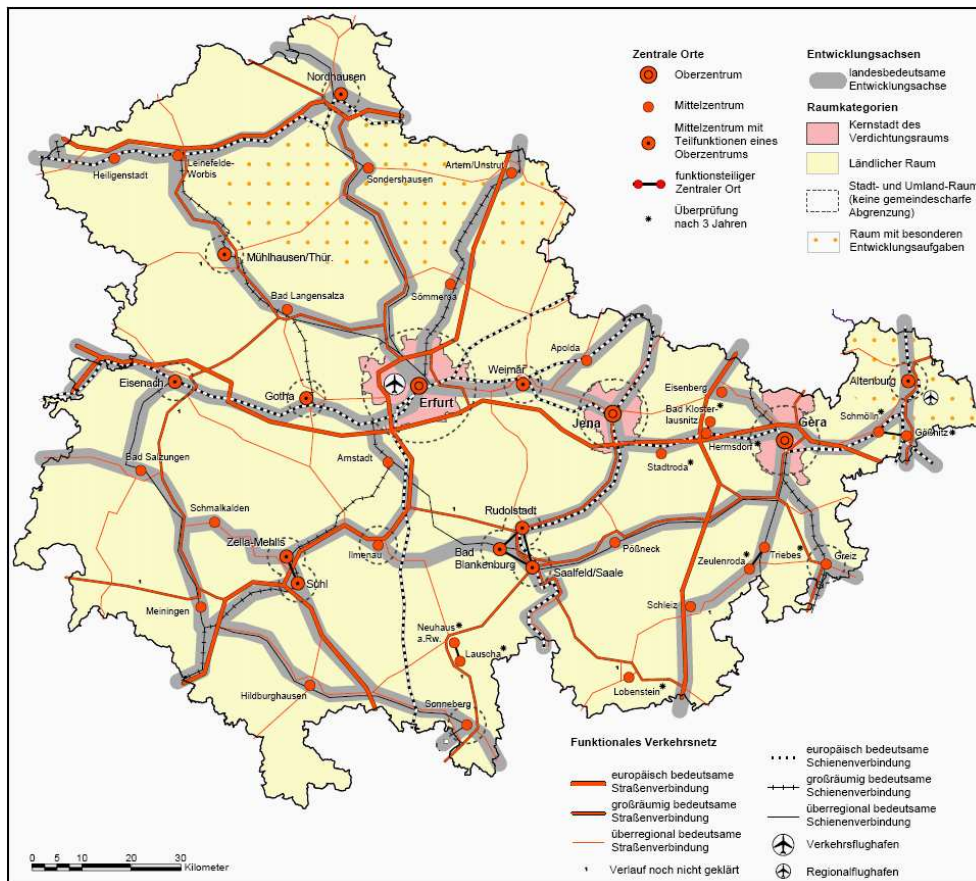 Zentrale Orte
Oberzentrum
Mittelzentrum
Mittelzentrum mit
Teilfunktionen eines
Oberzentrums
funktionsteiliger
Zentraler Ort
Überprüfung
nach 3 Jahren
Entwicklungsachsen
landesbedeutsame
Entwicklungsachse
Raumkategorien
Kernstadt des
Verdichtungsraums
Ländlicher Raum
Stadt- und Umland-Raum
(keine gemeindescharfe
Abgrenzung)
Raum mit besonderen
Entwicklungsaufgaben
Nordhausen
Heiligenstadt
Leinefelde-
Worbis
Sondershausen
Artern/Unstrut
Mühlhausen/Thür.
Bad Langensalza
Sömmerda
Eisenach
Gotha
Erfurt
Weimar
Apolda
Jena
Eisenberg
Bad Kloster-
lausnitz
Hermsdorf
Stadtroda
Gera
Altenburg
Schmölln
Gößnitz
Bad Salzungen
Arnstadt
Schmalkalden
Zella-Mehlis
Suhl
Ilmenau
Rudolstadt
Bad
Blankenburg
Saalfeld/Saale
Pößneck
Zeulenroda
Triebes
Greiz
Meiningen
Neuhaus
a.Rw.
Lauscha
Schleiz
Lobenstein
Hildburghausen
Sonneberg
Funktionales Verkehrsnetz
europäisch bedeutsame
Straßenverbindung
großräumig bedeutsame
Straßenverbindung
überregional bedeutsame
Straßenverbindung
Verlauf noch nicht geklärt
europäisch bedeutsame
Schienenverbindung
großräumig bedeutsame
Schienenverbindung
überregional bedeutsame
Schienenverbindung
Verkehrsflughafen
Regionalflughafen
0 5 10 20 30
Kilometer